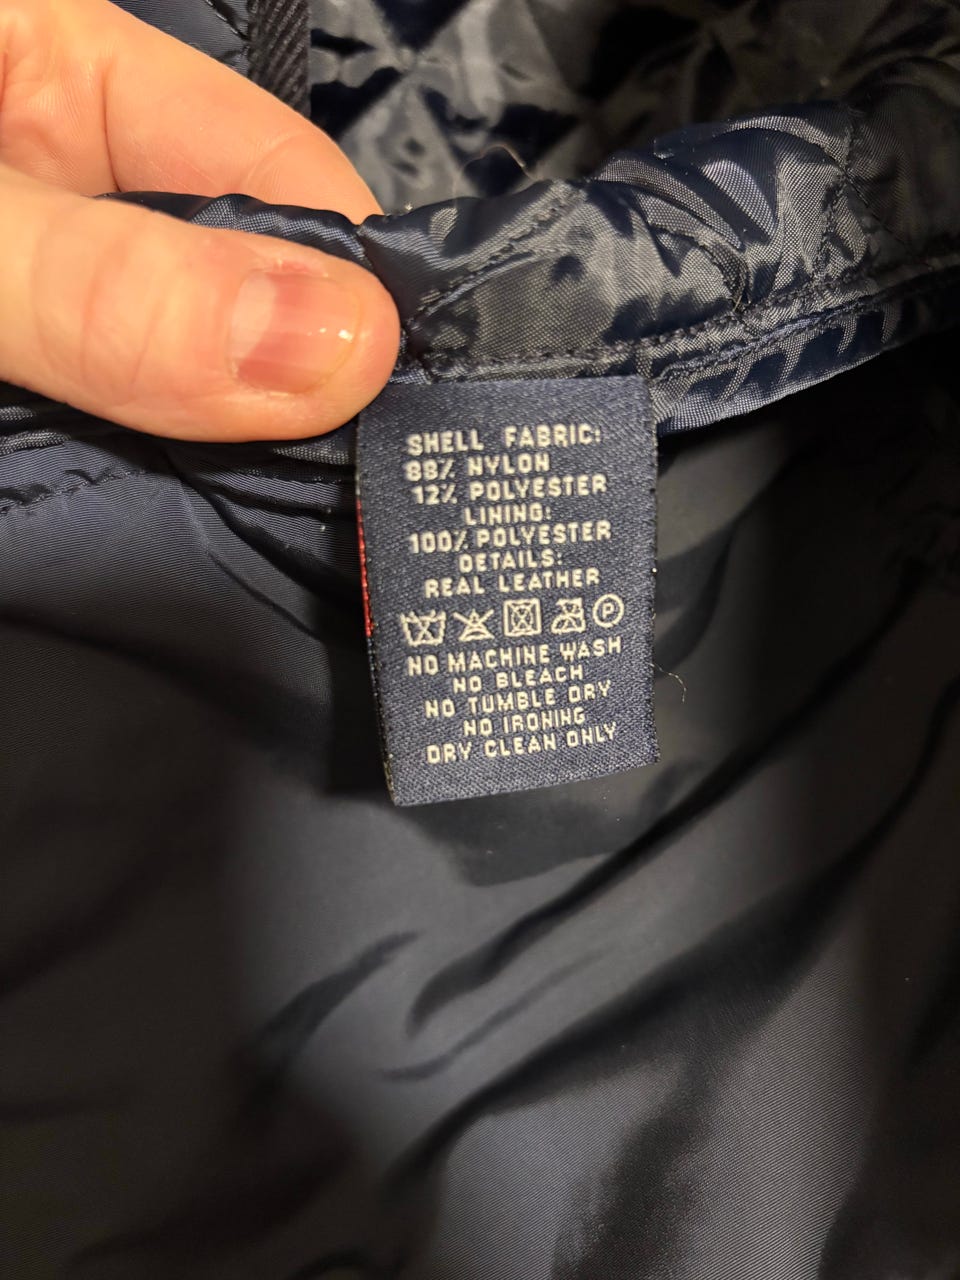 SHELL FABRIC:
88% NYLON
12% POLYESTER
LINING:
100% POLYESTER
DETAILS:
REAL LEATHER
P
NO MACHINE WASH
NO BLEACH
NO TUMBLE DRY
NO IRONING
DRY CLEAN ONLY